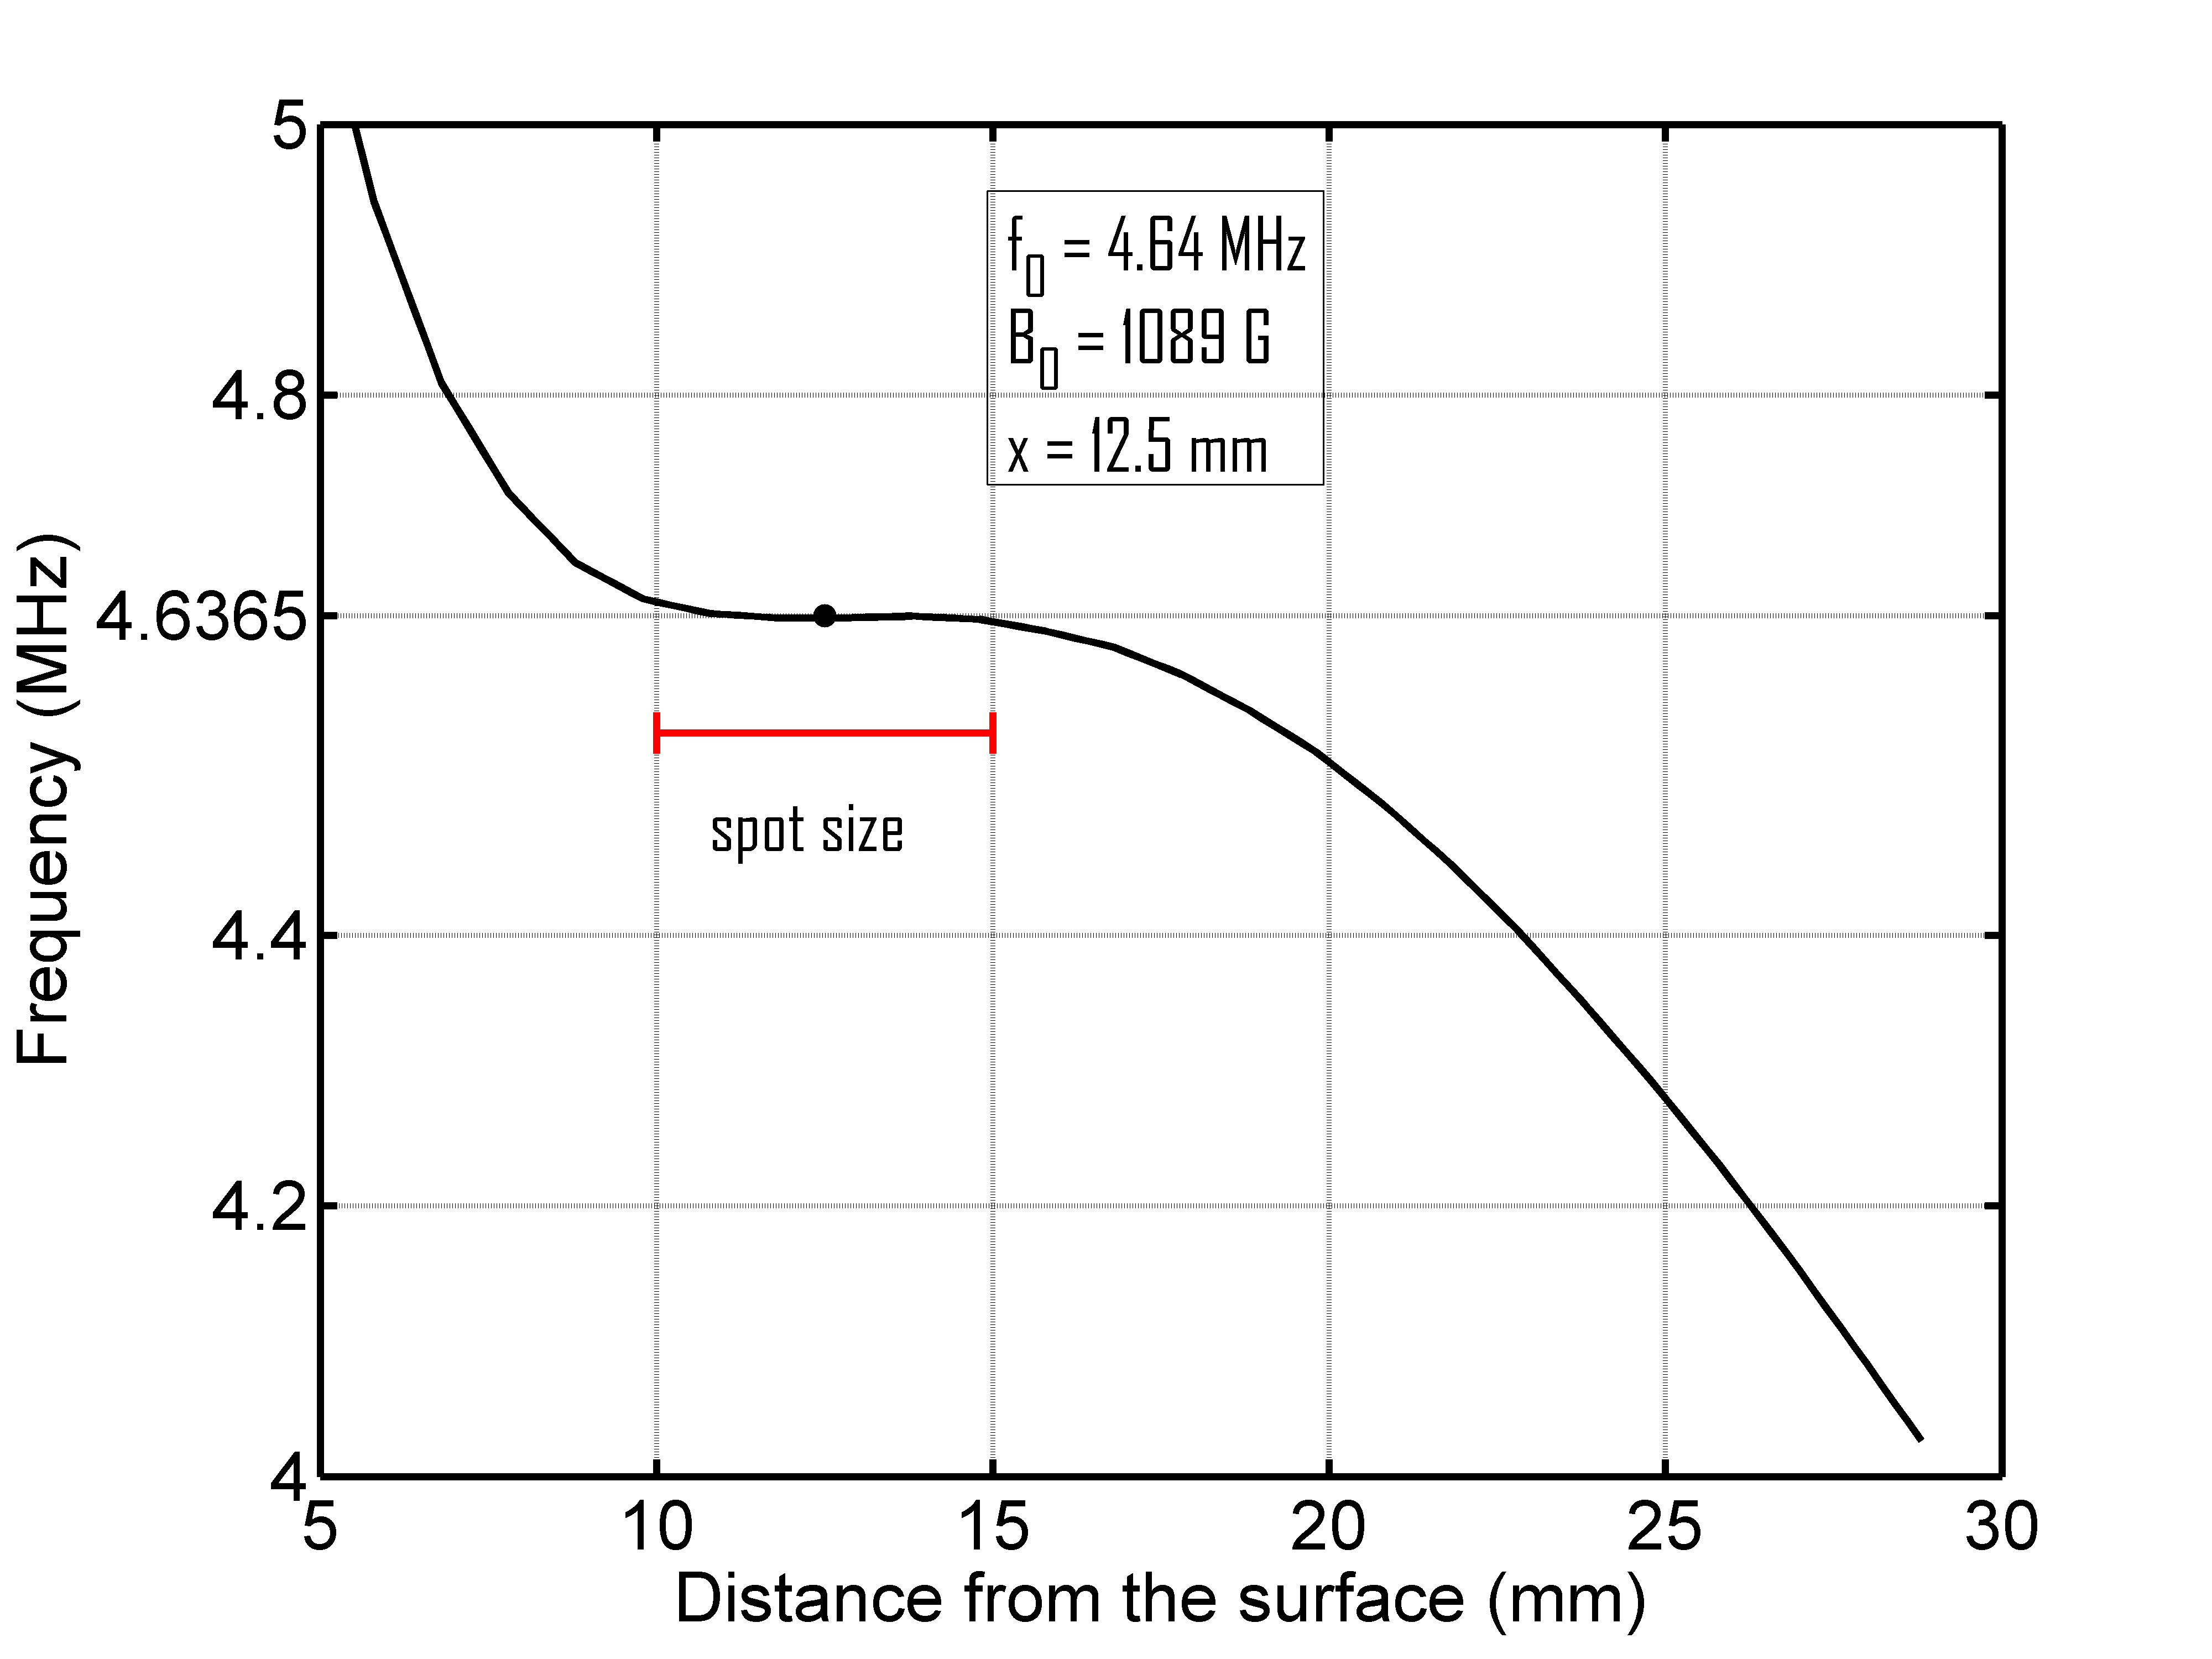 5
f0 = 4.64 MHz
B0 = 1089 G
x = 12.5 mm
4.8
4.6365
spot size
4.4
4.2
4
5 10 15 20 25 30
Distance from the surface (mm)
Frequency (MHz)